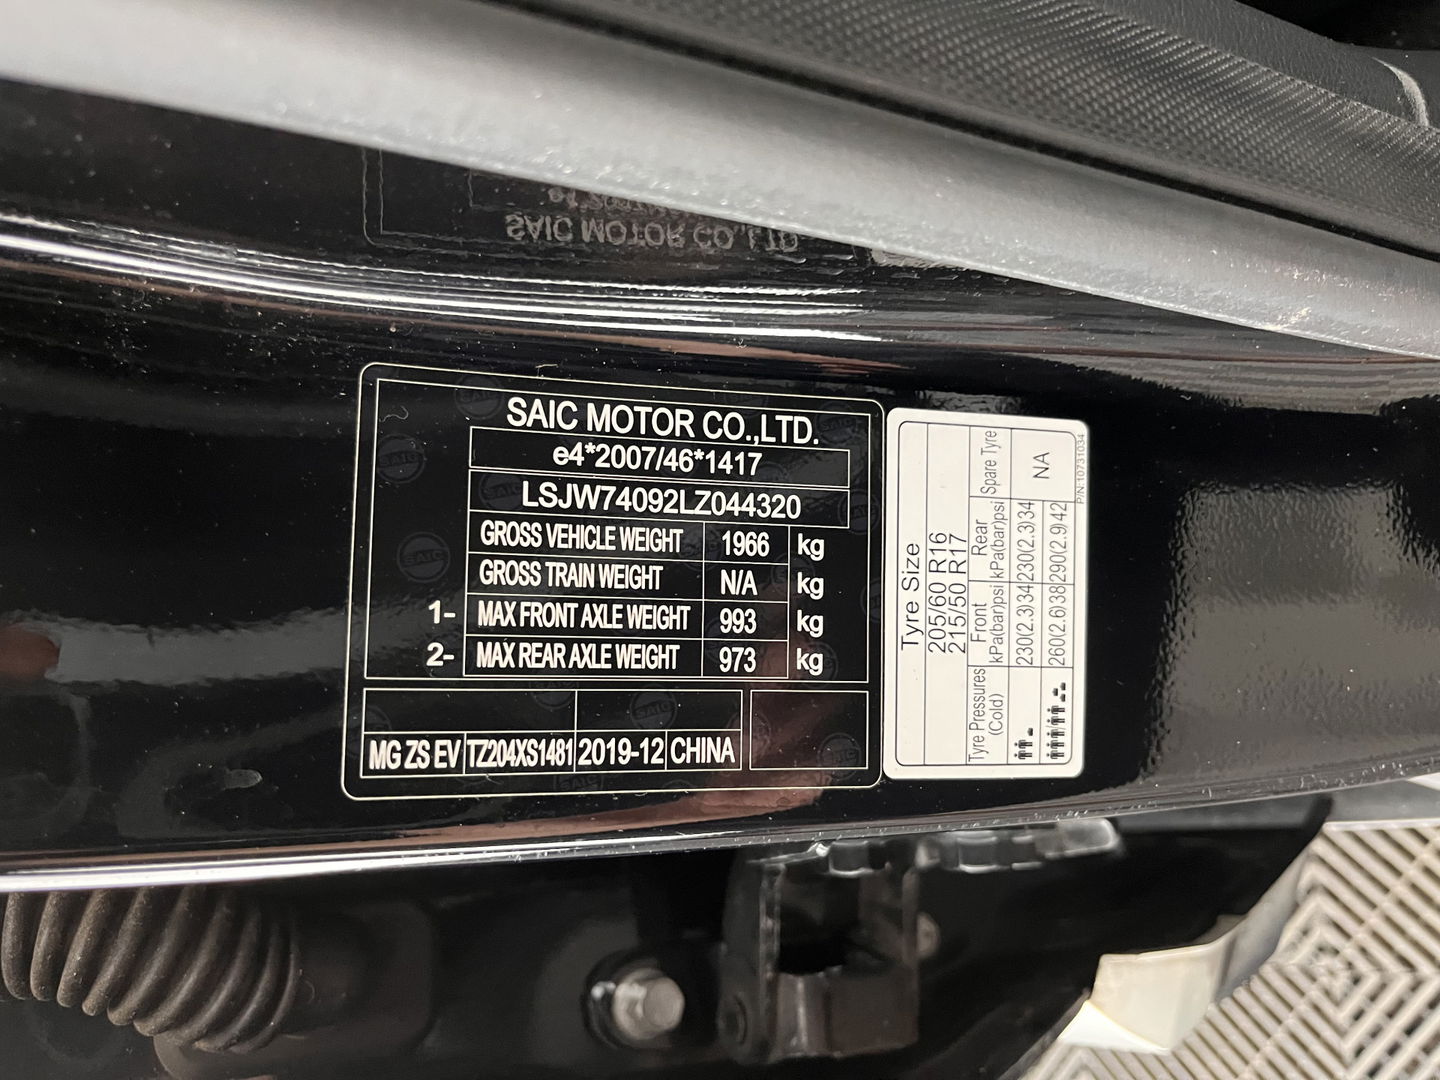 SAIC MOTOR CO.,LTD.
e4*2007/46*1417
LSJW74092LZ044320
GROSS VEHICLE WEIGHT 1966 kg
GROSS TRAIN WEIGHT N/A kg
1- MAX FRONT AXLE WEIGHT 993 kg
2- MAX REAR AXLE WEIGHT 973 kg
MG ZS EV TZ204XS1481 2019-12 CHINA
Tyre Size
205/60 R16
215/50 R17
Tyre Pressures (Cold) Front kPa(bar)psi Rear kPa(bar)psi Spare Tyre
230(2.3)34 230(2.3)34 NA
260(2.6)38 290(2.9)42
P/N:10731034
SAIC MOTOR CO.,LTD
SAIC